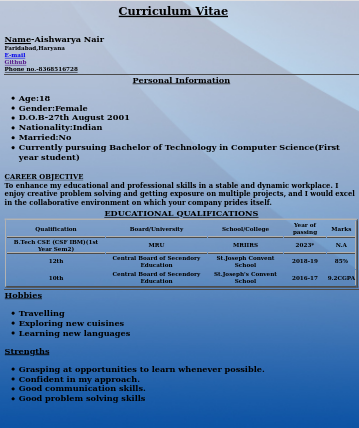 Curriculum Vitae
Name-Aishwarya Nair
Faridabad,Haryana
E-mail
Github
Phone no.-8368516728
Personal Information
Age:18
Gender:Female
D.O.B-27th August 2001
Nationality:Indian
Married:No
Currently pursuing Bachelor of Technology in Computer Science(First
year student)
CAREER OBJECTIVE
To enhance my educational and professional skills in a stable and dynamic workplace. I
enjoy creative problem solving and getting exposure on multiple projects, and I would excel
in the collaborative environment on which your company prides itself.
EDUCATIONAL QUALIFICATIONS
Qualification Board/University School/College Year of passing Marks
B.Tech CSE (CSF IBM)(1st Year Sem2) MRU MRIIRS 2023* N.A
12th Central Board of Secendory Education St.Joseph Convent School 2018-19 85%
10th Central Board of Secendory Education St.Joseph's Convent School 2016-17 9.2CGPA
Hobbies
Travelling
Exploring new cuisines
Learning new languages
Strengths
Grasping at opportunities to learn whenever possible.
Confident in my approach.
Good communication skills.
Good problem solving skills